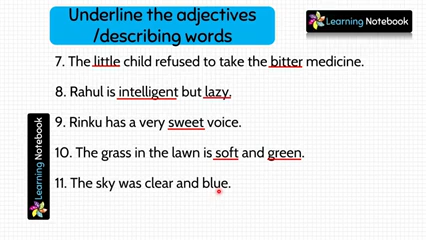 Underline the adjectives
/describing words
Learning Notebook
7. The little child refused to take the bitter medicine.
8. Rahul is intelligent but lazy.
9. Rinku has a very sweet voice.
10. The grass in the lawn is soft and green.
11. The sky was clear and blue.
Learning Notebook